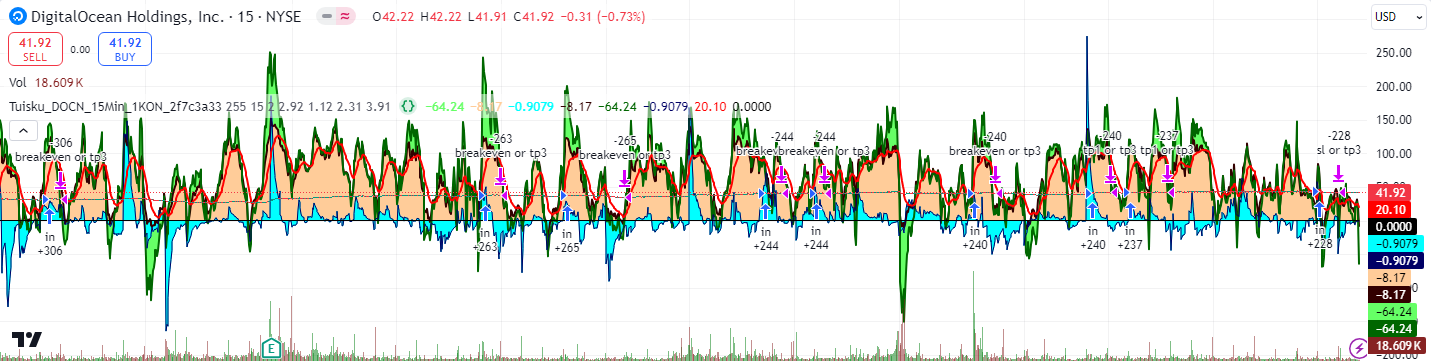 DigitalOcean Holdings, Inc. · 15 · NYSE
O42.22 H42.22 L41.91 C41.92 −0.31 (−0.73%)
USD
41.92
SELL
0.00
41.92
BUY
Vol 18.609 K
Tuisku_DOCN_15Min_1KON_2f7c3a33 255 15 2 2.92 1.12 2.31 3.91 −64.24 −8.17 −0.9079 −8.17 −64.24 −0.9079 20.10 0.0000
-306
breakeven or tp3
-263
breakeven or tp3
-265
breakeven or tp3
-244
-244
breakeven or tp3
-240
breakeven or tp3
-240
-237
-228
sl or tp3
in
+306
in
+263
in
+265
in
+244
in
+244
in
+240
in
+240
in
+237
in
+228
250.00
200.00
150.00
100.00
41.92
20.10
0.0000
−0.9079
−0.9079
−8.17
−8.17
−64.24
−64.24
18.609 K
E